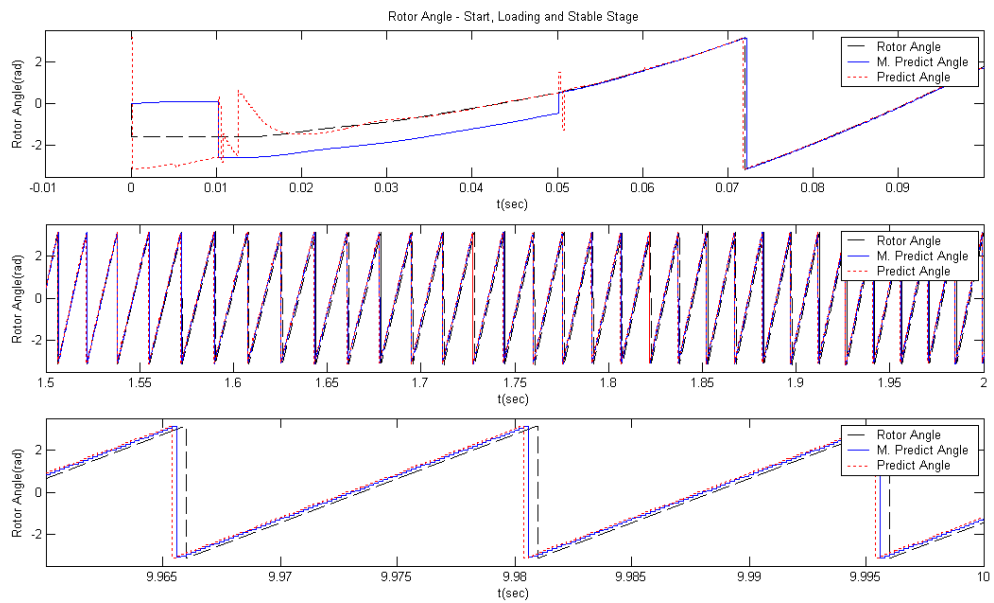 Rotor Angle - Start, Loading and Stable Stage
Rotor Angle(rad)
2
0
-2
Rotor Angle
M. Predict Angle
Predict Angle
-0.01 0 0.01 0.02 0.03 0.04 0.05 0.06 0.07 0.08 0.09
t(sec)
Rotor Angle(rad)
2
0
-2
Rotor Angle
M. Predict Angle
Predict Angle
1.5 1.55 1.6 1.65 1.7 1.75 1.8 1.85 1.9 1.95 2
t(sec)
Rotor Angle(rad)
2
0
-2
Rotor Angle
M. Predict Angle
Predict Angle
9.965 9.97 9.975 9.98 9.985 9.99 9.995 10
t(sec)